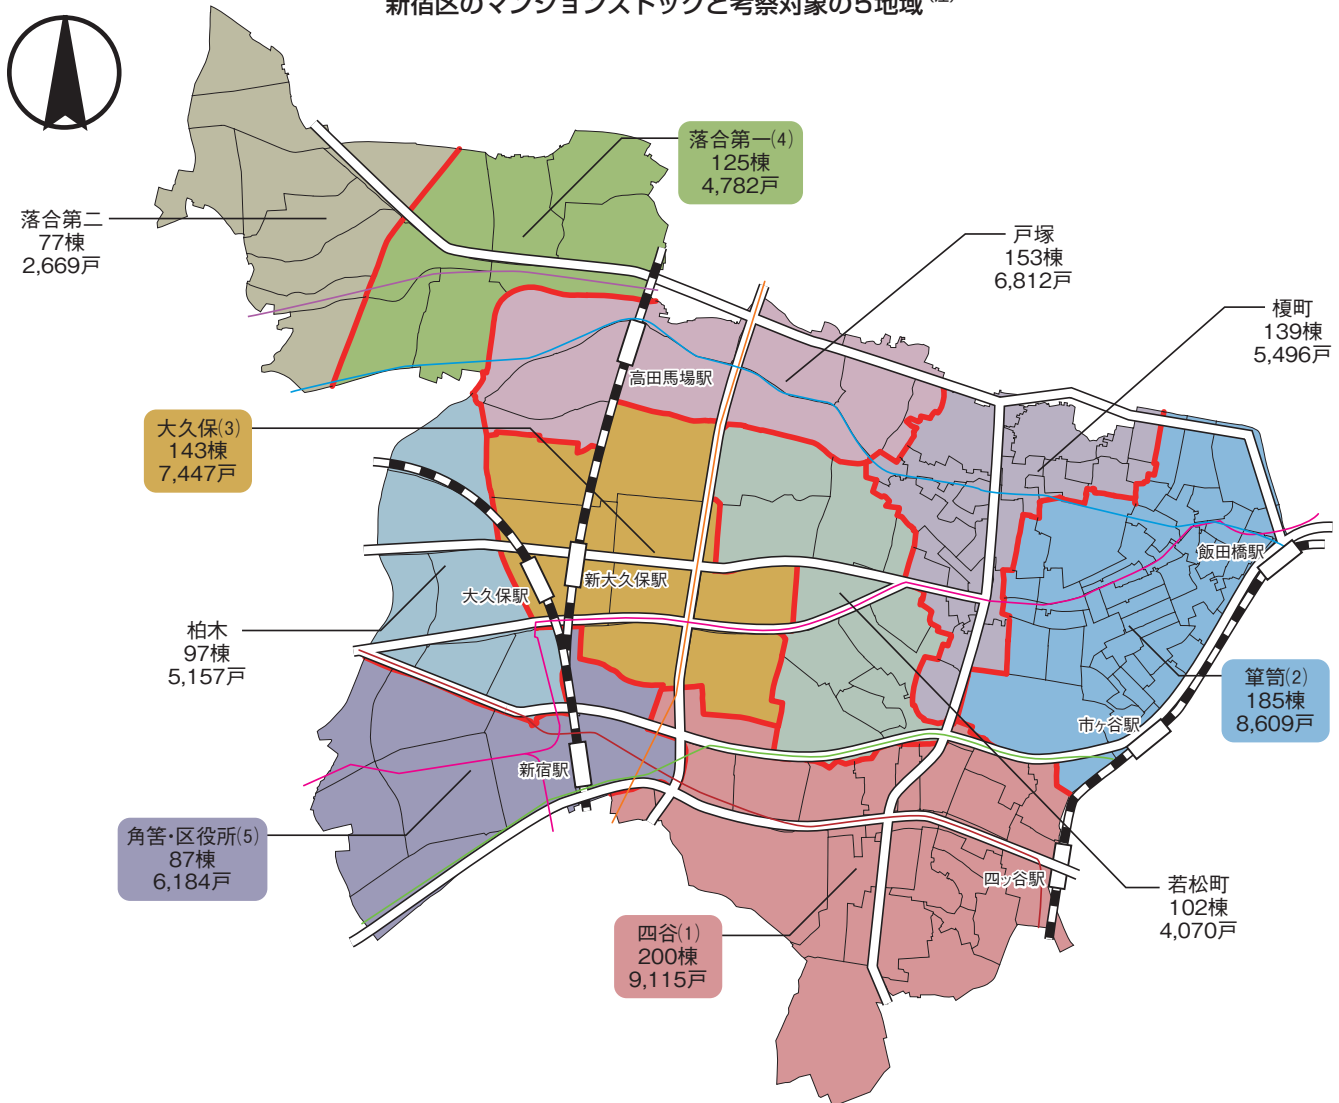 新宿区のマンションストックと考察対象の5地域
落合第一(4)
125棟
4,782戸
落合第二
77棟
2,669戸
戸塚
153棟
6,812戸
榎町
139棟
5,496戸
高田馬場駅
大久保(3)
143棟
7,447戸
飯田橋駅
新大久保駅
大久保駅
柏木
97棟
5,157戸
箪笥(2)
185棟
8,609戸
市ヶ谷駅
新宿駅
角筈・区役所(5)
87棟
6,184戸
四ッ谷駅
若松町
102棟
4,070戸
四谷(1)
200棟
9,115戸